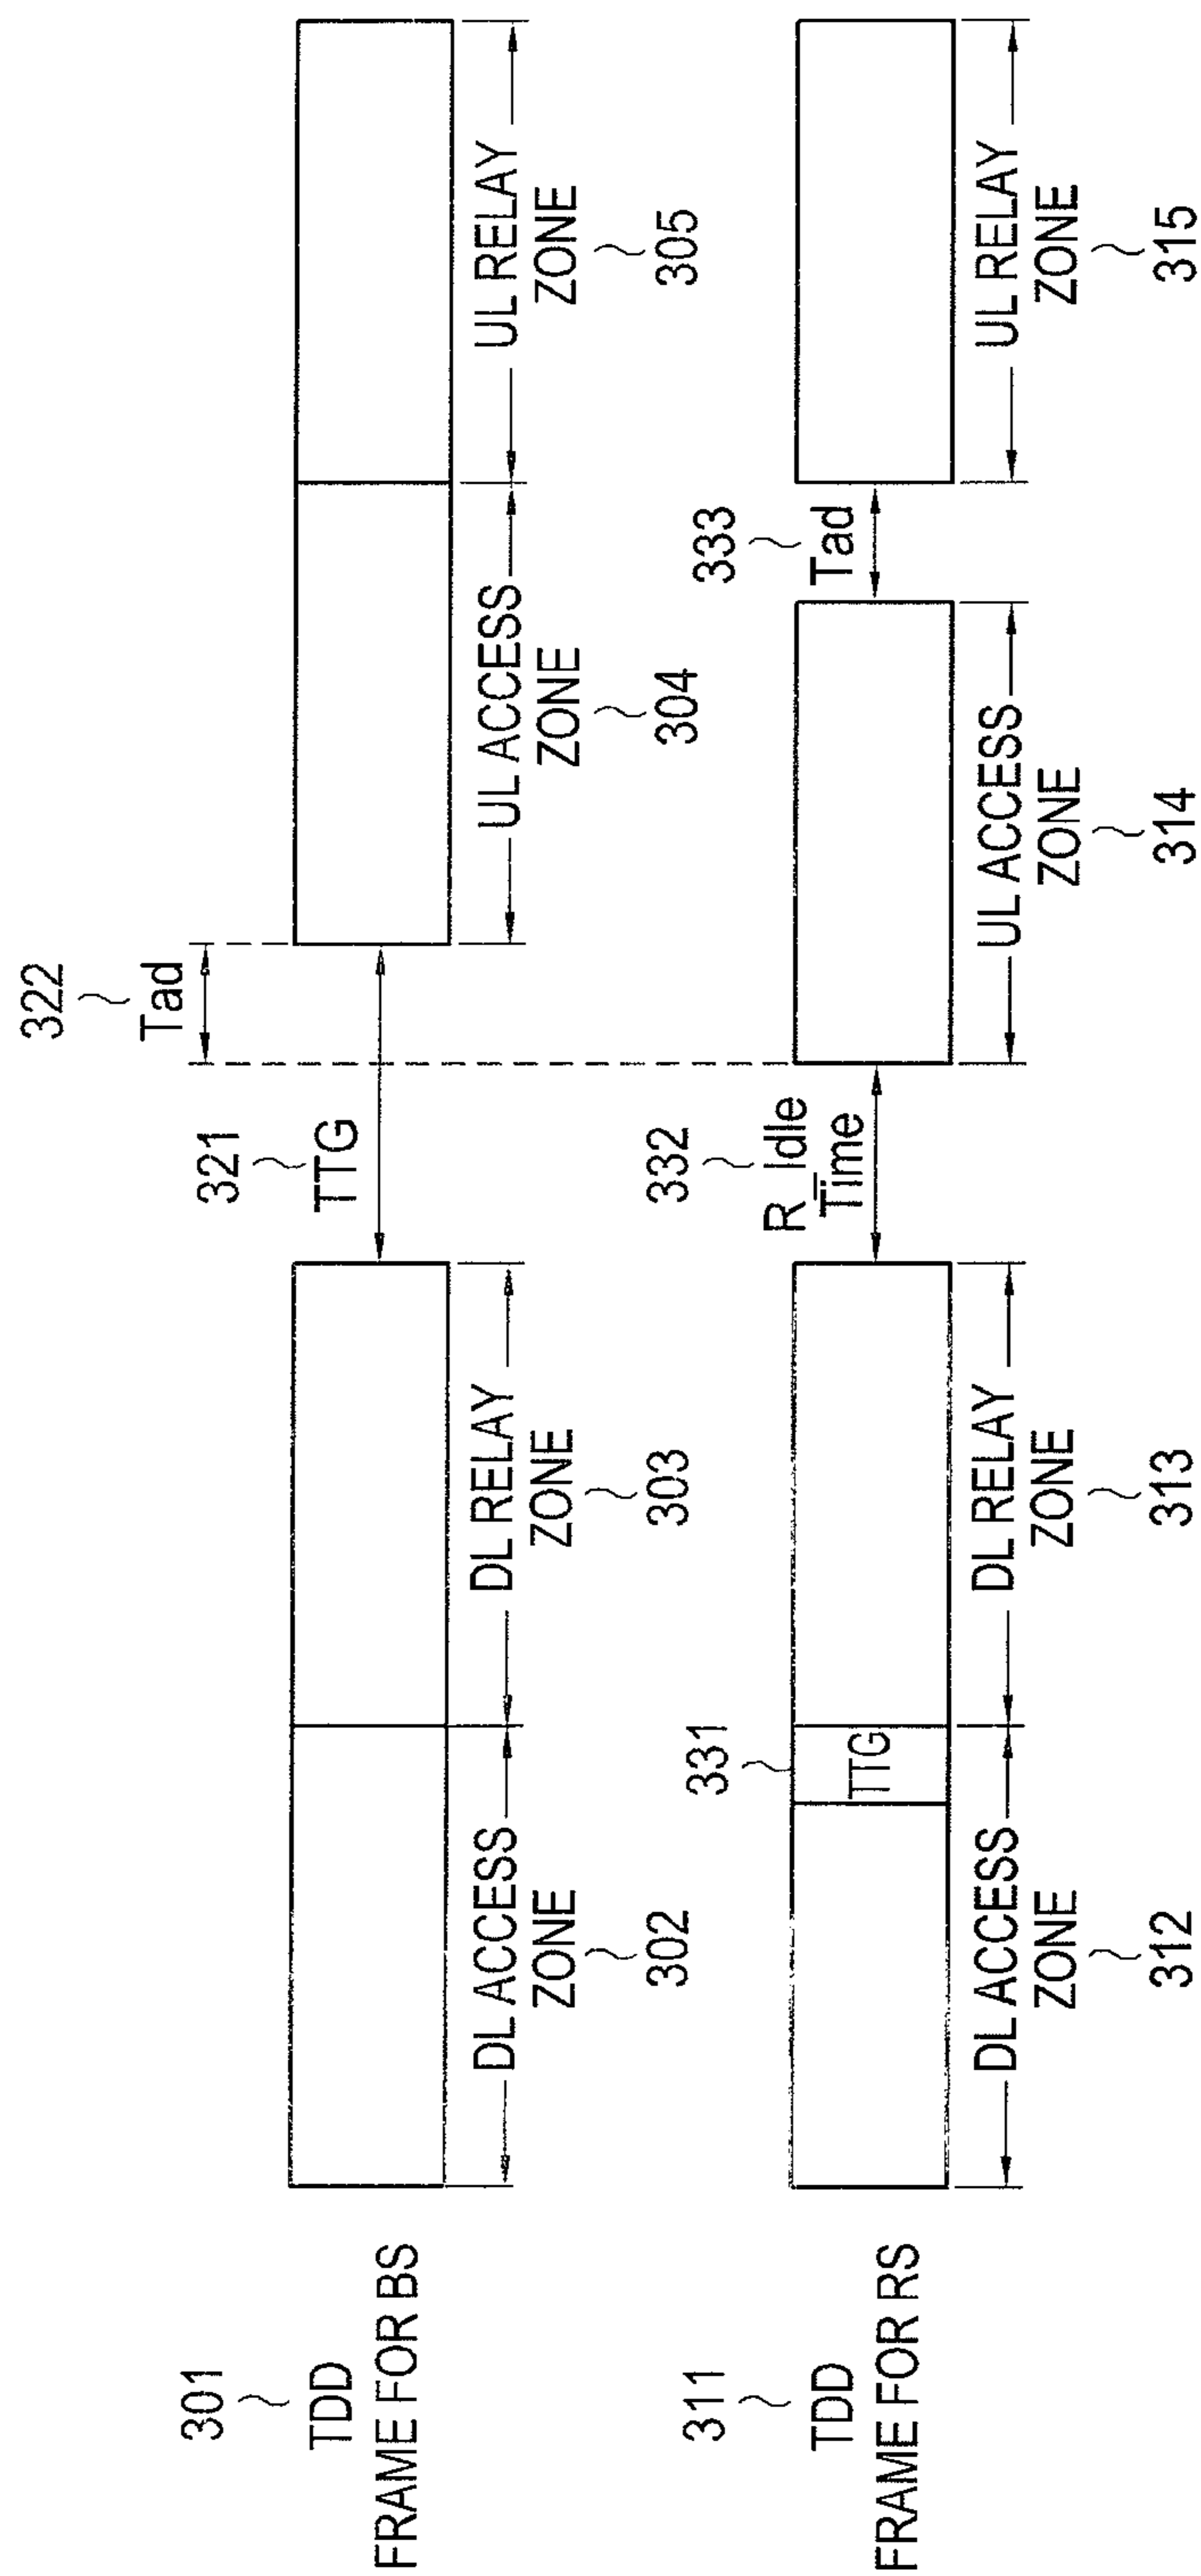 322
Tad
321
TTG
301
TDD
FRAME FOR BS
DL ACCESS
ZONE
302
DL RELAY
ZONE
303
UL ACCESS
ZONE
304
UL RELAY
ZONE
305
331
TTG
332
R_Idle
Time
333
Tad
311
TDD
FRAME FOR RS
DL ACCESS
ZONE
312
DL RELAY
ZONE
313
UL ACCESS
ZONE
314
UL RELAY
ZONE
315